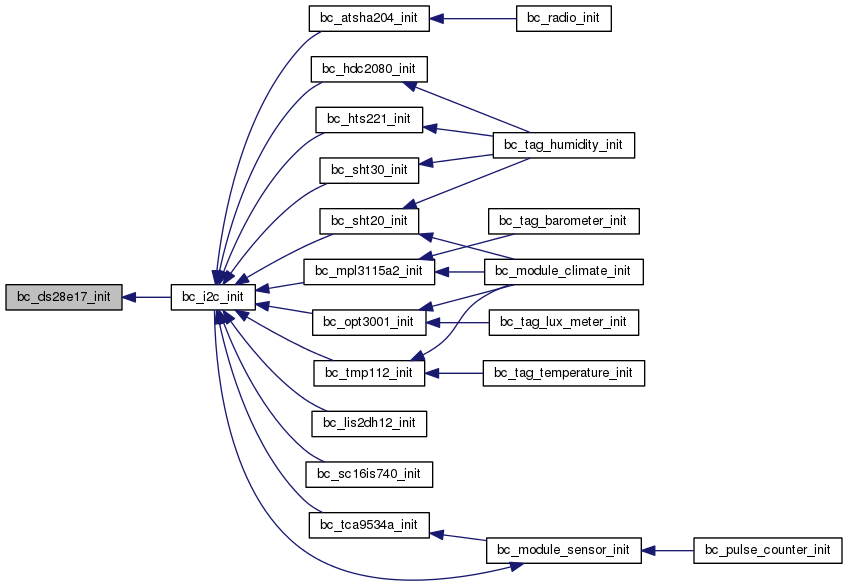 bc_atsha204_init
bc_radio_init
bc_hdc2080_init
bc_hts221_init
bc_tag_humidity_init
bc_sht30_init
bc_sht20_init
bc_tag_barometer_init
bc_mpl3115a2_init
bc_module_climate_init
bc_ds28e17_init
bc_i2c_init
bc_opt3001_init
bc_tag_lux_meter_init
bc_tmp112_init
bc_tag_temperature_init
bc_lis2dh12_init
bc_sc16is740_init
bc_tca9534a_init
bc_module_sensor_init
bc_pulse_counter_init